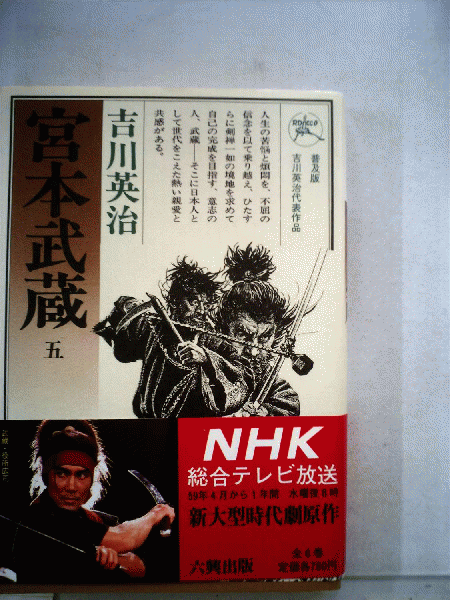 普及版
吉川英治代表作品
人生の苦悩と煩悶を、不屈の
信念を以て乗り越え、ひたす
らに剣禅一如の境地を求めて
自己の完成を目指す、意志の
人、武蔵——そこに日本人と
して世代をこえた熱い親愛と
共感がある。
吉川英治
宮本武蔵
五
NHK
総合テレビ放送
59年4月から1年間 水曜夜8時
新大型時代劇原作
六興出版
全6巻
定価各780円